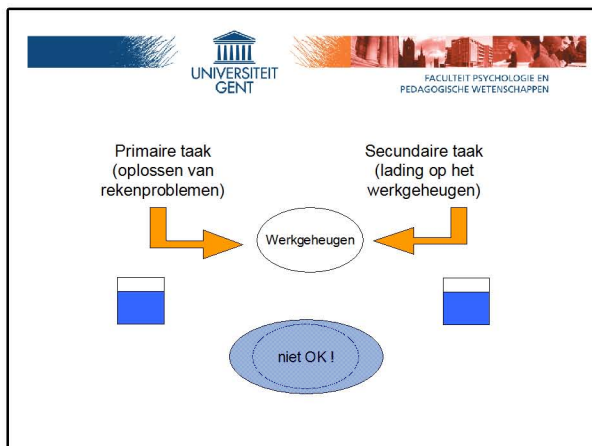 UNIVERSITEIT
GENT
FACULTEIT PSYCHOLOGIE EN
PEDAGOGISCHE WETENSCHAPPEN
Primaire taak
(oplossen van
rekenproblemen)
Secundaire taak
(lading op het
werkgeheugen)
Werkgeheugen
niet OK !